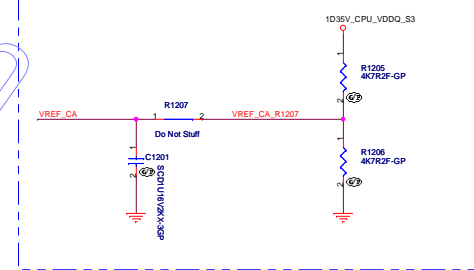 1D35V_CPU_VDDQ_S3
1
R1205
4K7R2F-GP
2
R1207
VREF_CA
1
2
VREF_CA_R1207
Do Not Stuff
1
R1206
4K7R2F-GP
2
1
C1201
2
SCD1U16V2KX-3GP